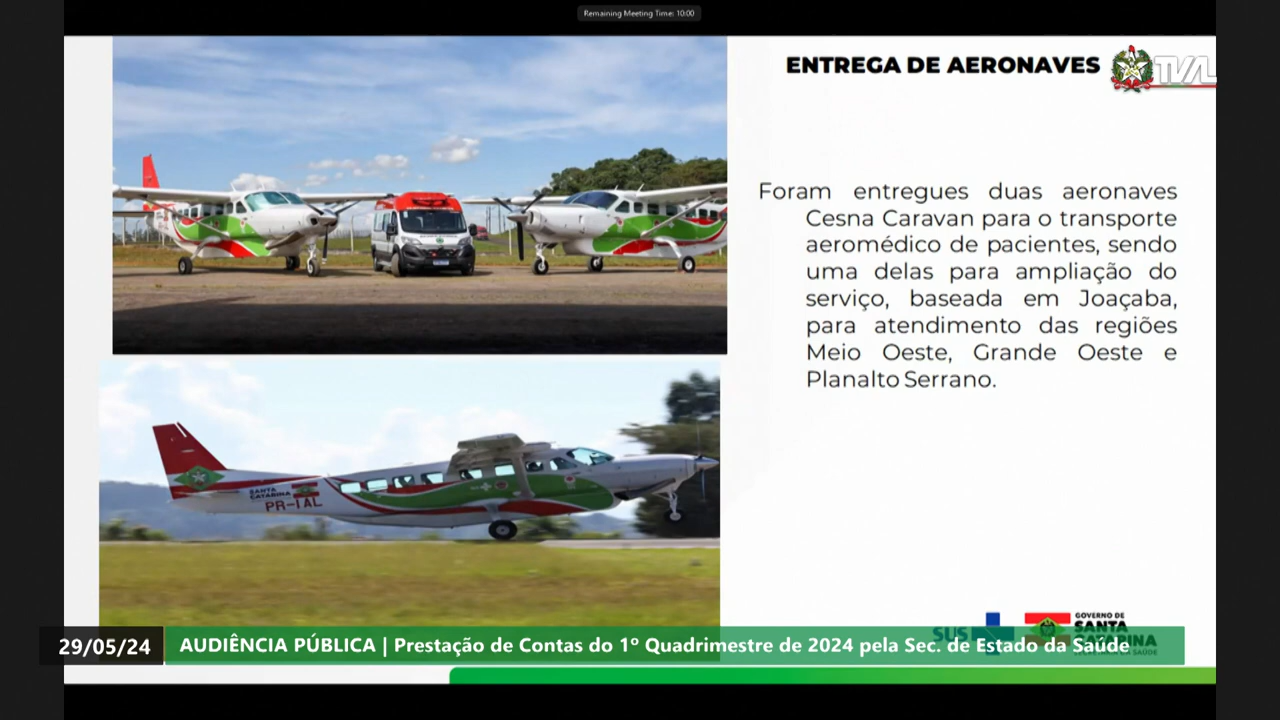 Remaining Meeting Time: 10:00
ENTREGA DE AERONAVES
TVAL
Foram entregues duas aeronaves
Cesna Caravan para o transporte
aeromédico de pacientes, sendo
uma delas para ampliação do
serviço, baseada em Joaçaba,
para atendimento das regiões
Meio Oeste, Grande Oeste e
Planalto Serrano.
SANTA
CATARINA
PR-IAL
SUS
GOVERNO DE
SANTA
CATARINA
29/05/24
AUDIÊNCIA PÚBLICA | Prestação de Contas do 1º Quadrimestre de 2024 pela Sec. de Estado da Saúde